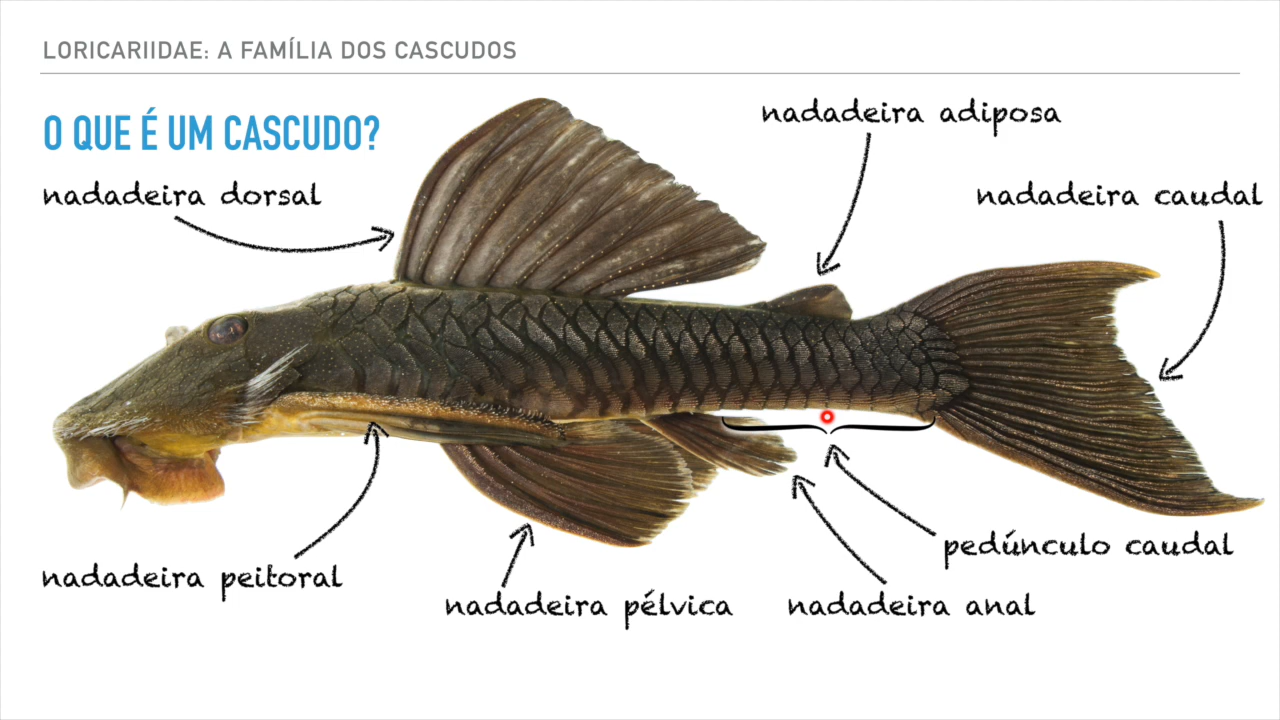 LORICARIIDAE: A FAMÍLIA DOS CASCUDOS
O QUE É UM CASCUDO?
nadadeira adiposa
nadadeira dorsal
nadadeira caudal
pedúnculo caudal
nadadeira peitoral
nadadeira pélvica
nadadeira anal